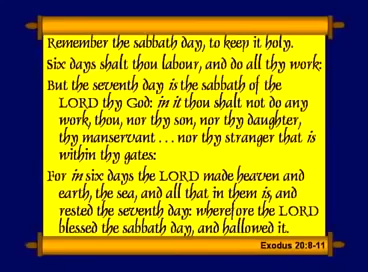 Remember the sabbath day, to keep it holy.
Six days shalt thou labour, and do all thy work:
But the seventh day is the sabbath of the
LORD thy God: in it thou shalt not do any
work, thou, nor thy son, nor thy daughter,
thy manservant . . . nor thy stranger that is
within thy gates:
For in six days the LORD made heaven and
earth, the sea, and all that in them is, and
rested the seventh day: wherefore the LORD
blessed the sabbath day, and hallowed it.
Exodus 20:8-11